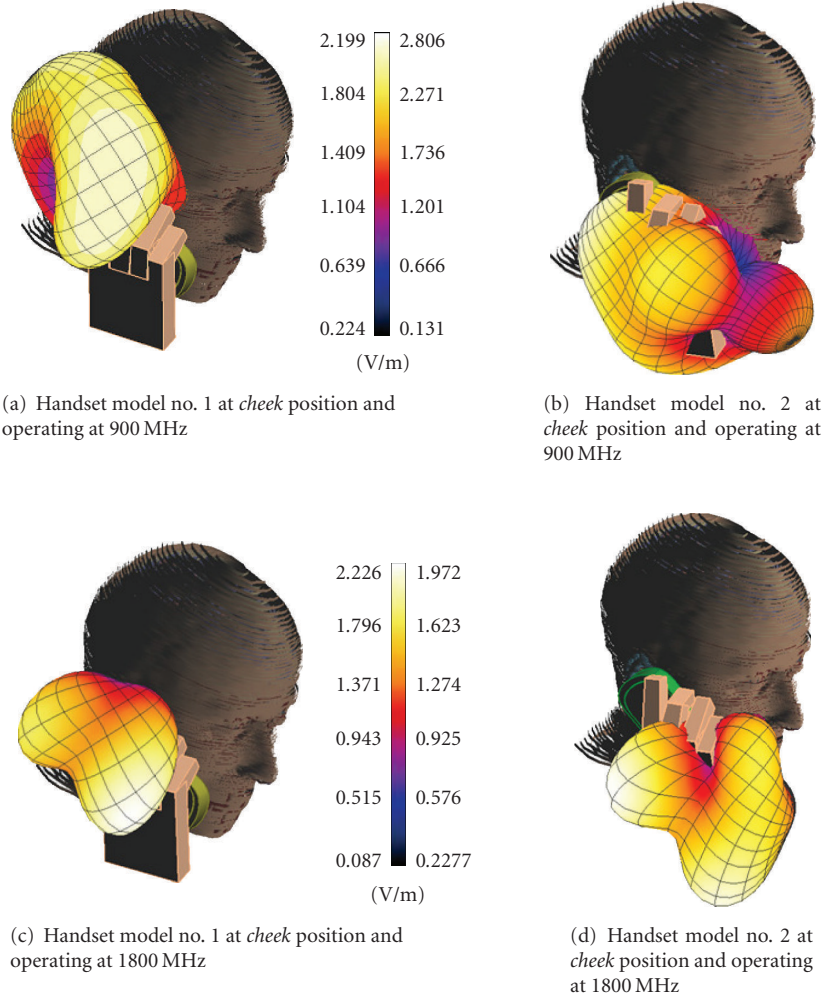 2.199 2.806
1.804 2.271
1.409 1.736
1.104 1.201
0.639 0.666
0.224 0.131
(V/m)
(a) Handset model no. 1 at cheek position and
operating at 900 MHz
(b) Handset model no. 2 at
cheek position and operating at
900 MHz
2.226 1.972
1.796 1.623
1.371 1.274
0.943 0.925
0.515 0.576
0.087 0.2277
(V/m)
(c) Handset model no. 1 at cheek position and
operating at 1800 MHz
(d) Handset model no. 2 at
cheek position and operating
at 1800 MHz